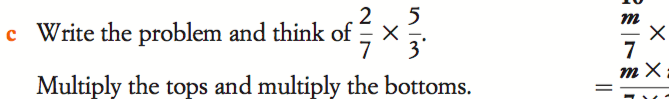 c Write the problem and think of 2/7 × 5/3.
Multiply the tops and multiply the bottoms.
m/7 ×
= m ×